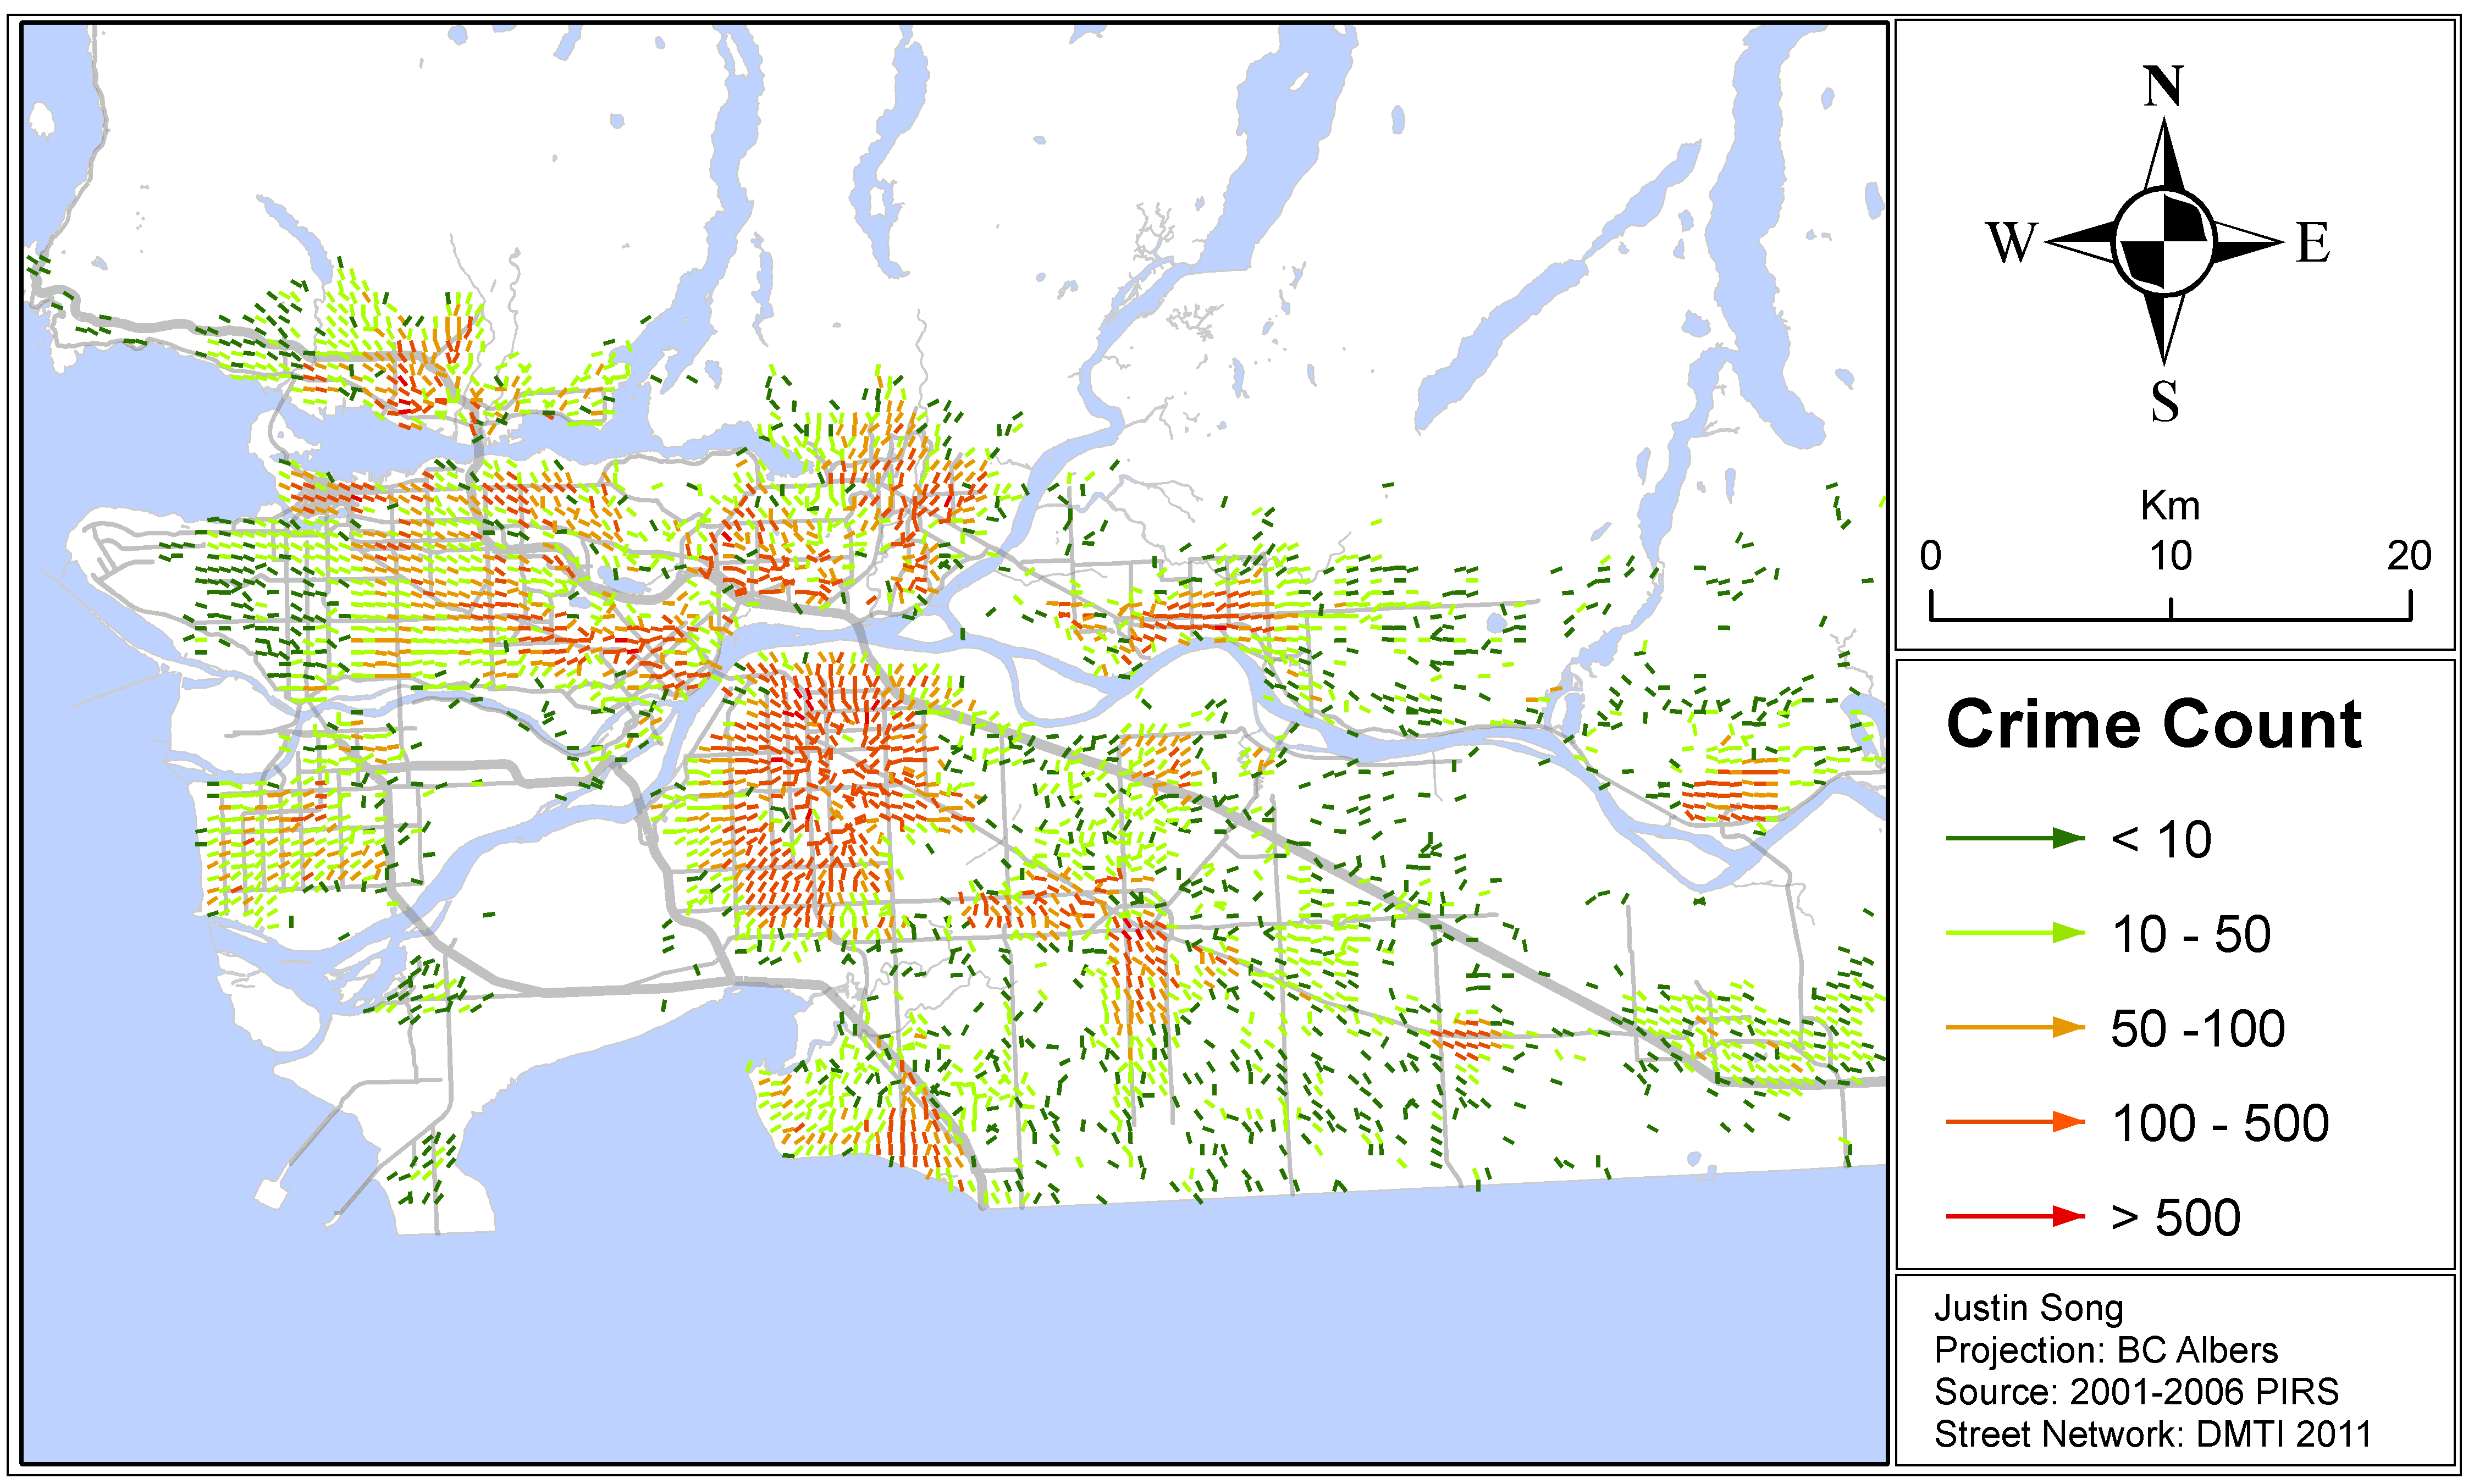 N
W E
S
Km
0 10 20
Crime Count
< 10
10 - 50
50 -100
100 - 500
> 500
Justin Song
Projection: BC Albers
Source: 2001-2006 PIRS
Street Network: DMTI 2011